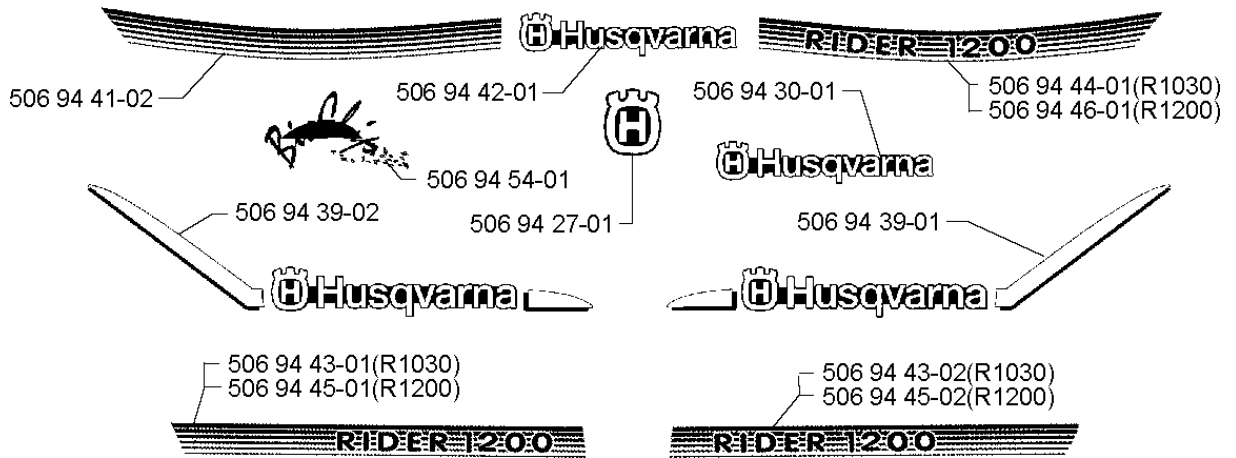 H Husqvarna
RIDER 1200
506 94 41-02
506 94 42-01
506 94 30-01
506 94 44-01(R1030)
506 94 46-01(R1200)
H
H Husqvarna
506 94 54-01
506 94 39-02
506 94 27-01
506 94 39-01
H Husqvarna
H Husqvarna
506 94 43-01(R1030)
506 94 45-01(R1200)
506 94 43-02(R1030)
506 94 45-02(R1200)
RIDER 1200
RIDER 1200